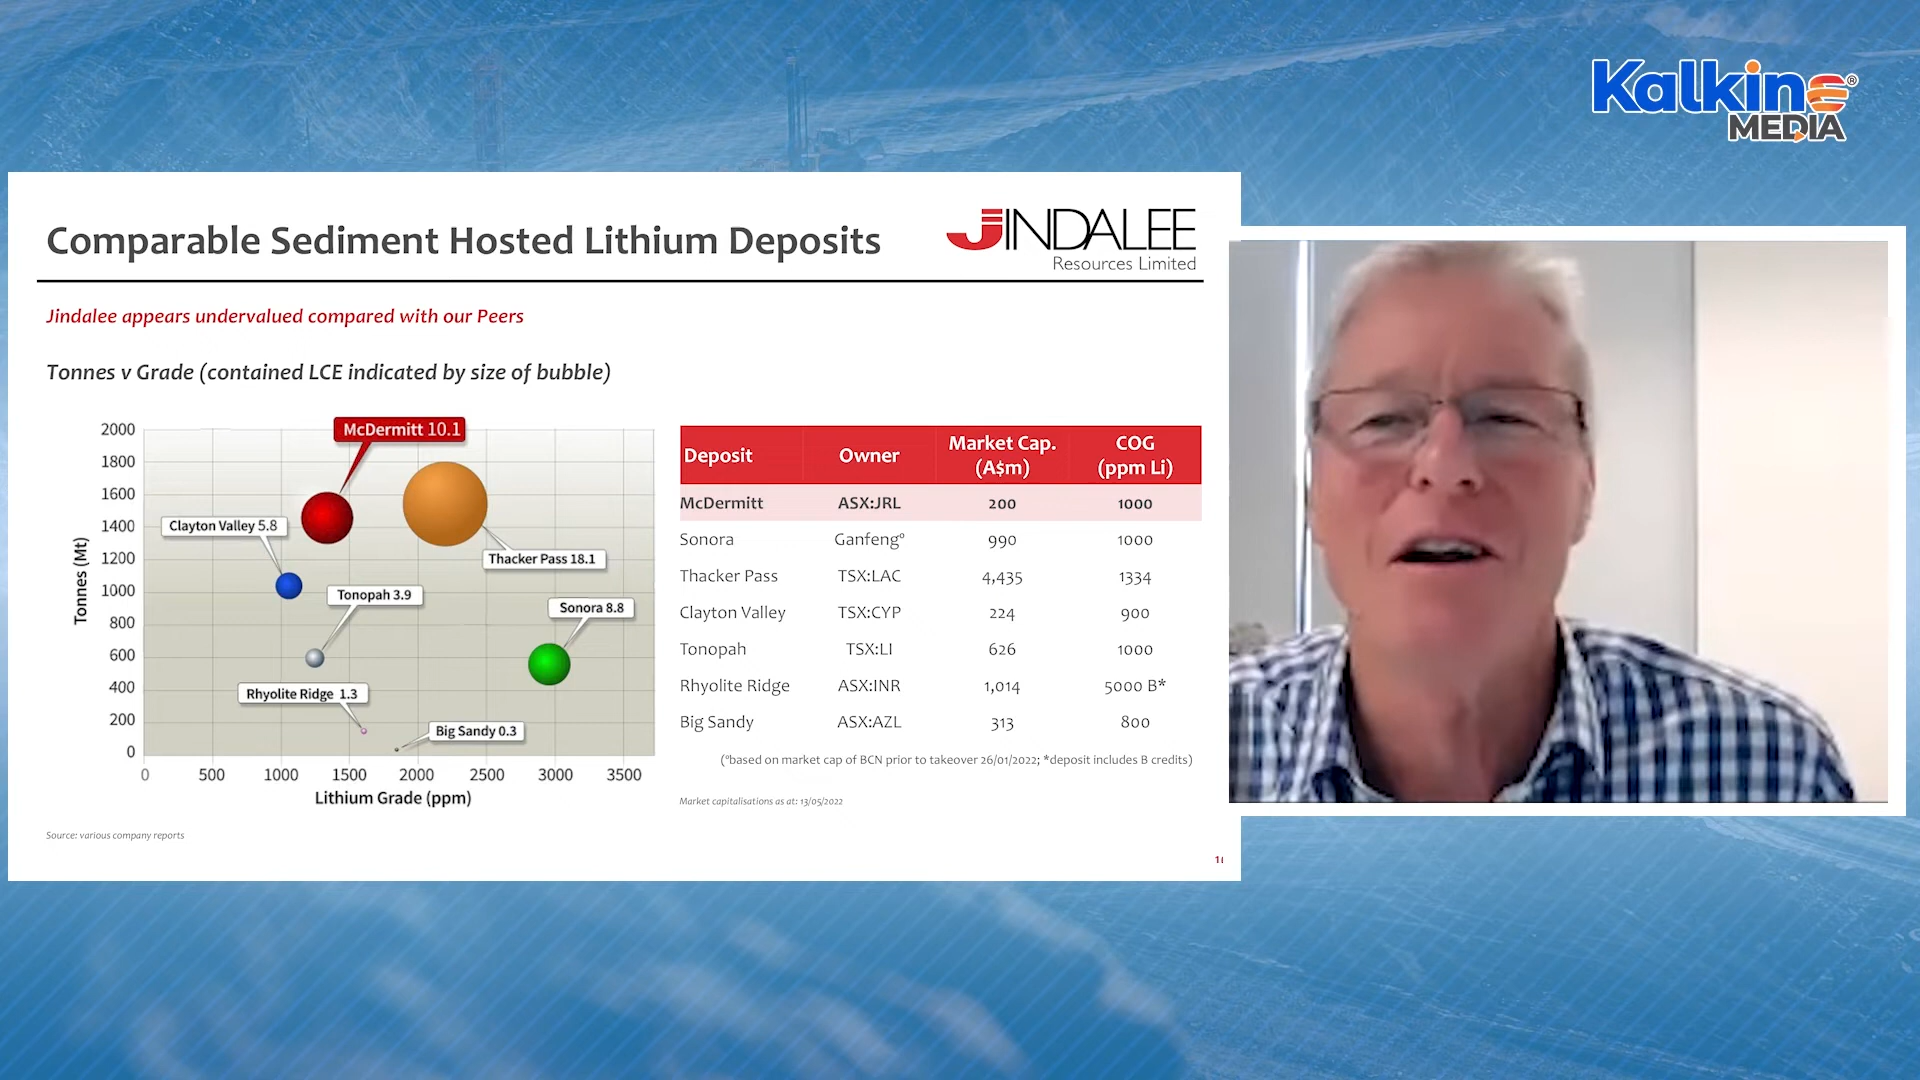 Kalkine®
MEDIA
Comparable Sediment Hosted Lithium Deposits
JINDALEE
Resources Limited
Jindalee appears undervalued compared with our Peers
Tonnes v Grade (contained LCE indicated by size of bubble)
2000
1800
1600
1400
1200
1000
800
600
400
200
0
Tonnes (Mt)
McDermitt 10.1
Clayton Valley 5.8
Thacker Pass 18.1
Tonopah 3.9
Sonora 8.8
Rhyolite Ridge 1.3
Big Sandy 0.3
0 500 1000 1500 2000 2500 3000 3500
Lithium Grade (ppm)
Deposit Owner Market Cap. (A$m) COG (ppm Li)
McDermitt ASX:JRL 200 1000
Sonora Ganfeng° 990 1000
Thacker Pass TSX:LAC 4,435 1334
Clayton Valley TSX:CYP 224 900
Tonopah TSX:LI 626 1000
Rhyolite Ridge ASX:INR 1,014 5000 B*
Big Sandy ASX:AZL 313 800
(°based on market cap of BCN prior to takeover 26/01/2022; *deposit includes B credits)
Market capitalisations as at: 13/05/2022
Source: various company reports